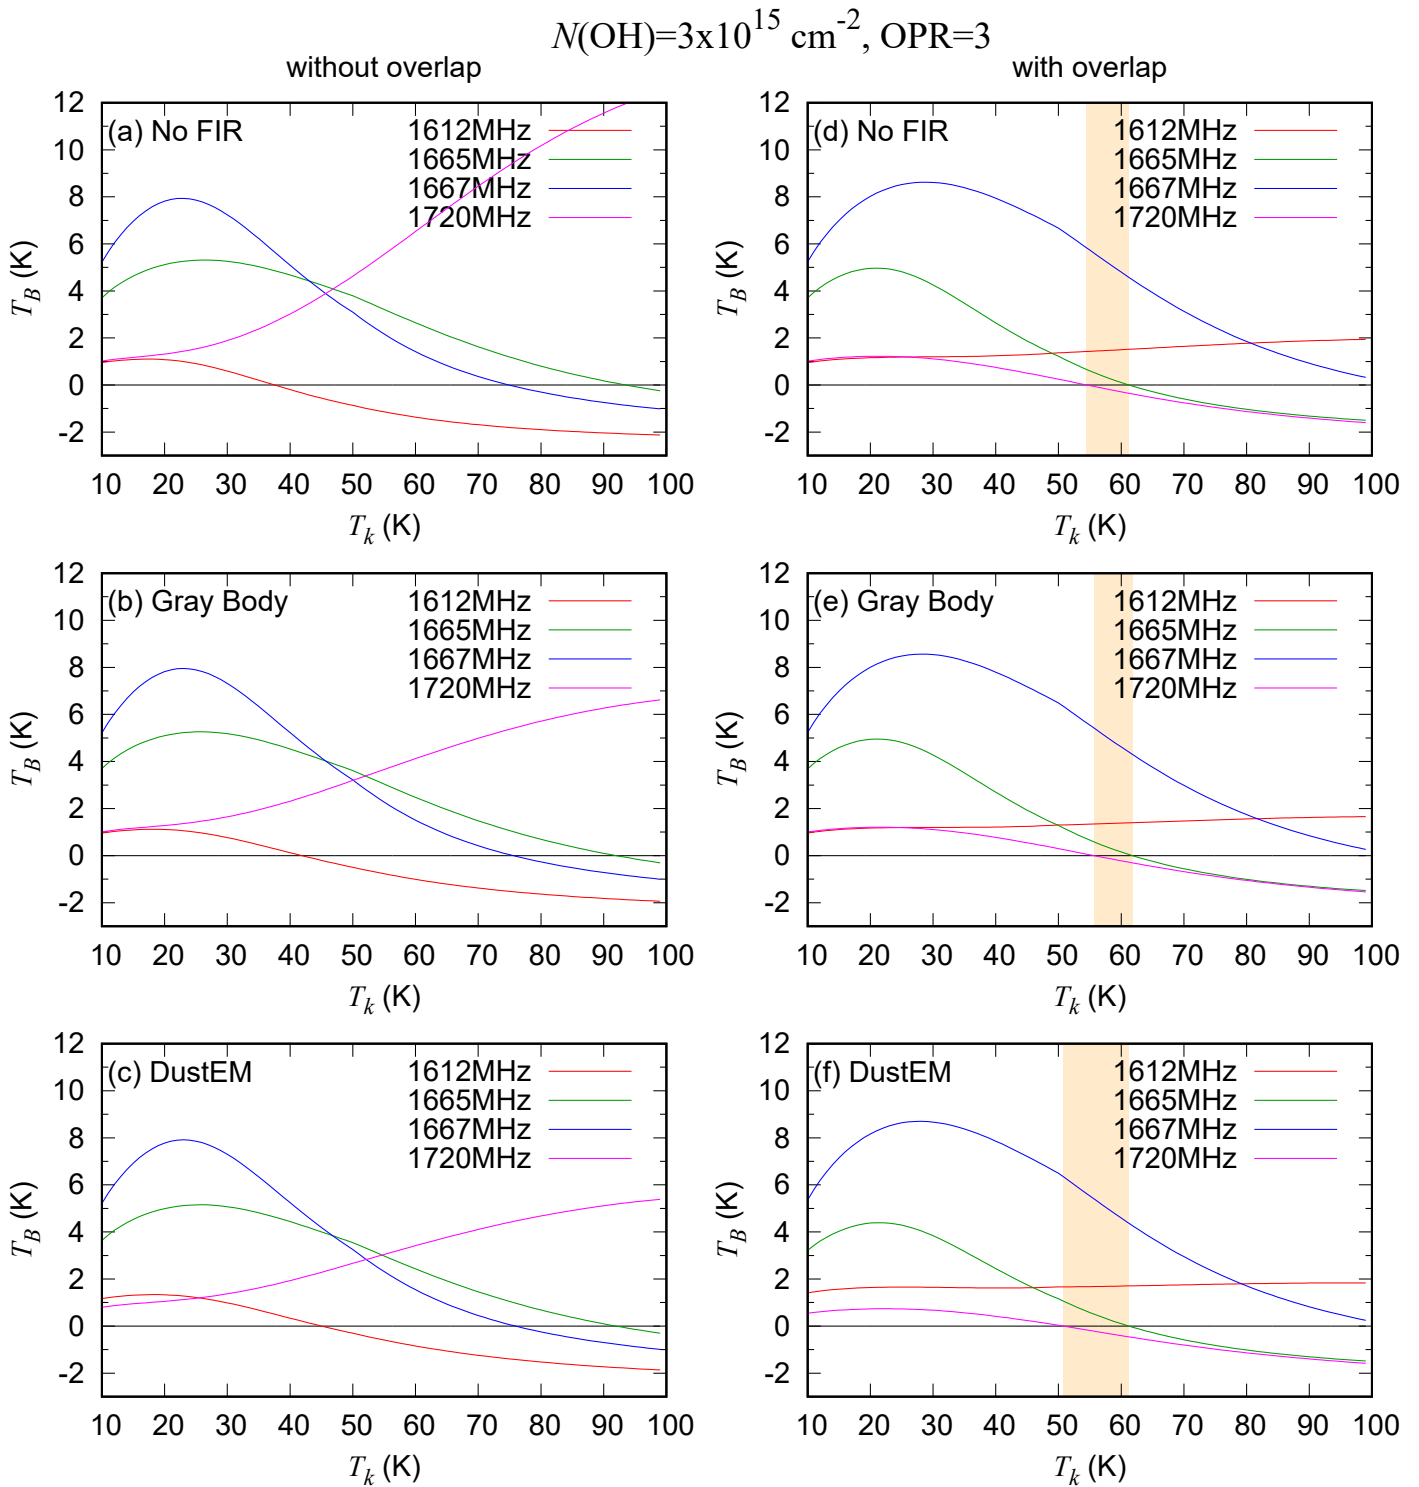 N(OH)=3x10^15 cm^-2, OPR=3
without overlap
with overlap
(a) No FIR
1612MHz
1665MHz
1667MHz
1720MHz
12
10
8
6
4
2
0
-2
T_B (K)
10 20 30 40 50 60 70 80 90 100
T_k (K)
(d) No FIR
1612MHz
1665MHz
1667MHz
1720MHz
12
10
8
6
4
2
0
-2
T_B (K)
10 20 30 40 50 60 70 80 90 100
T_k (K)
(b) Gray Body
1612MHz
1665MHz
1667MHz
1720MHz
12
10
8
6
4
2
0
-2
T_B (K)
10 20 30 40 50 60 70 80 90 100
T_k (K)
(e) Gray Body
1612MHz
1665MHz
1667MHz
1720MHz
12
10
8
6
4
2
0
-2
T_B (K)
10 20 30 40 50 60 70 80 90 100
T_k (K)
(c) DustEM
1612MHz
1665MHz
1667MHz
1720MHz
12
10
8
6
4
2
0
-2
T_B (K)
10 20 30 40 50 60 70 80 90 100
T_k (K)
(f) DustEM
1612MHz
1665MHz
1667MHz
1720MHz
12
10
8
6
4
2
0
-2
T_B (K)
10 20 30 40 50 60 70 80 90 100
T_k (K)